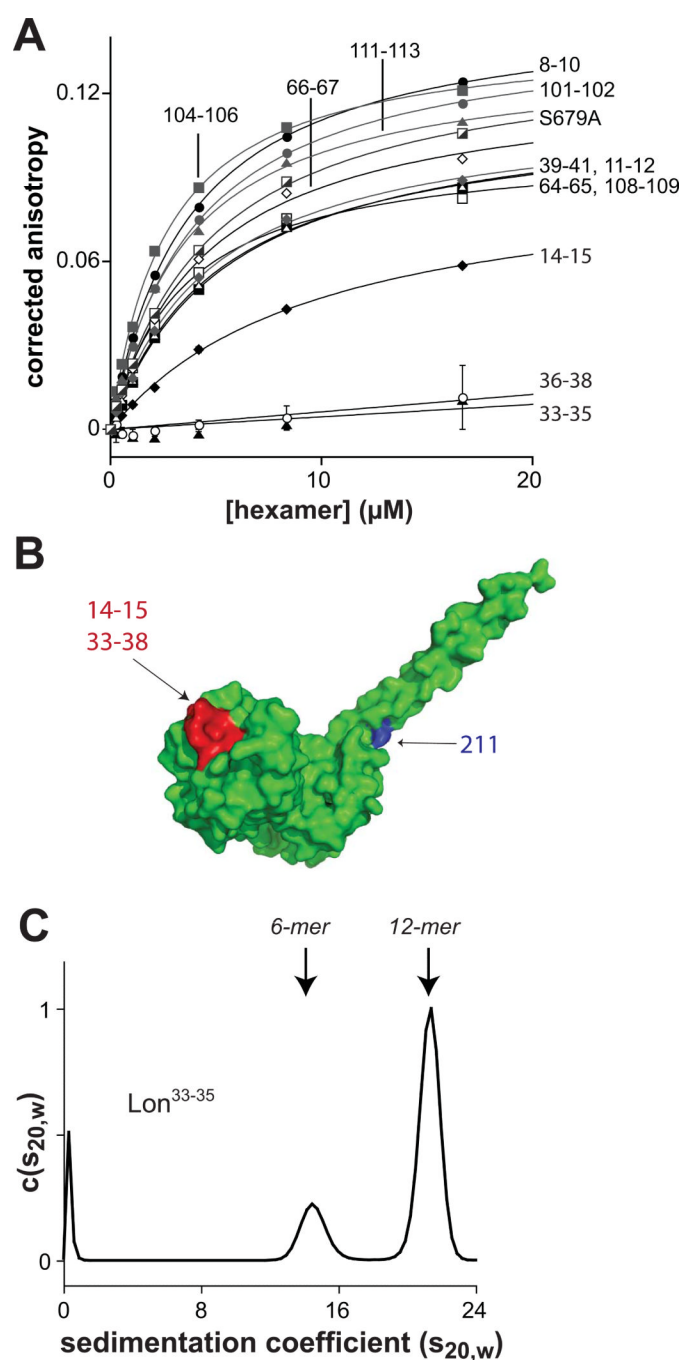 A
0.12
0.06
0
corrected anisotropy
104-106
66-67
111-113
8-10
101-102
S679A
39-41, 11-12
64-65, 108-109
14-15
36-38
33-35
0
10
20
[hexamer] (μM)
B
14-15
33-38
211
C
6-mer
12-mer
1
0
c(s20,w)
Lon33-35
0
8
16
24
sedimentation coefficient (s20,w)